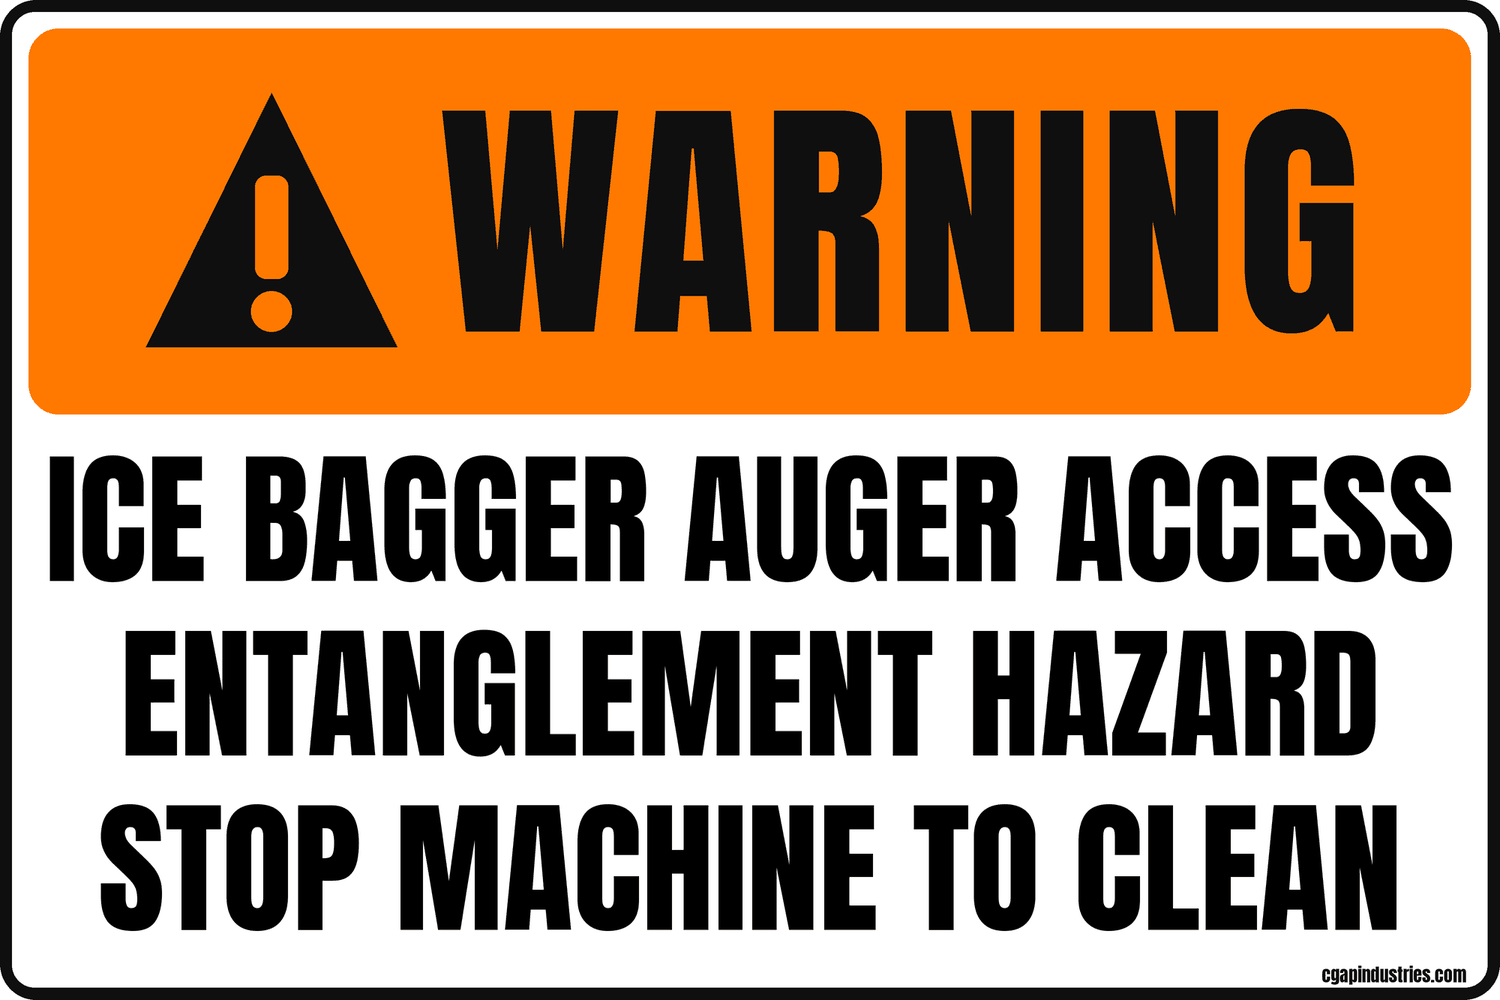 WARNING
ICE BAGGER AUGER ACCESS
ENTANGLEMENT HAZARD
STOP MACHINE TO CLEAN
cgapindustries.com